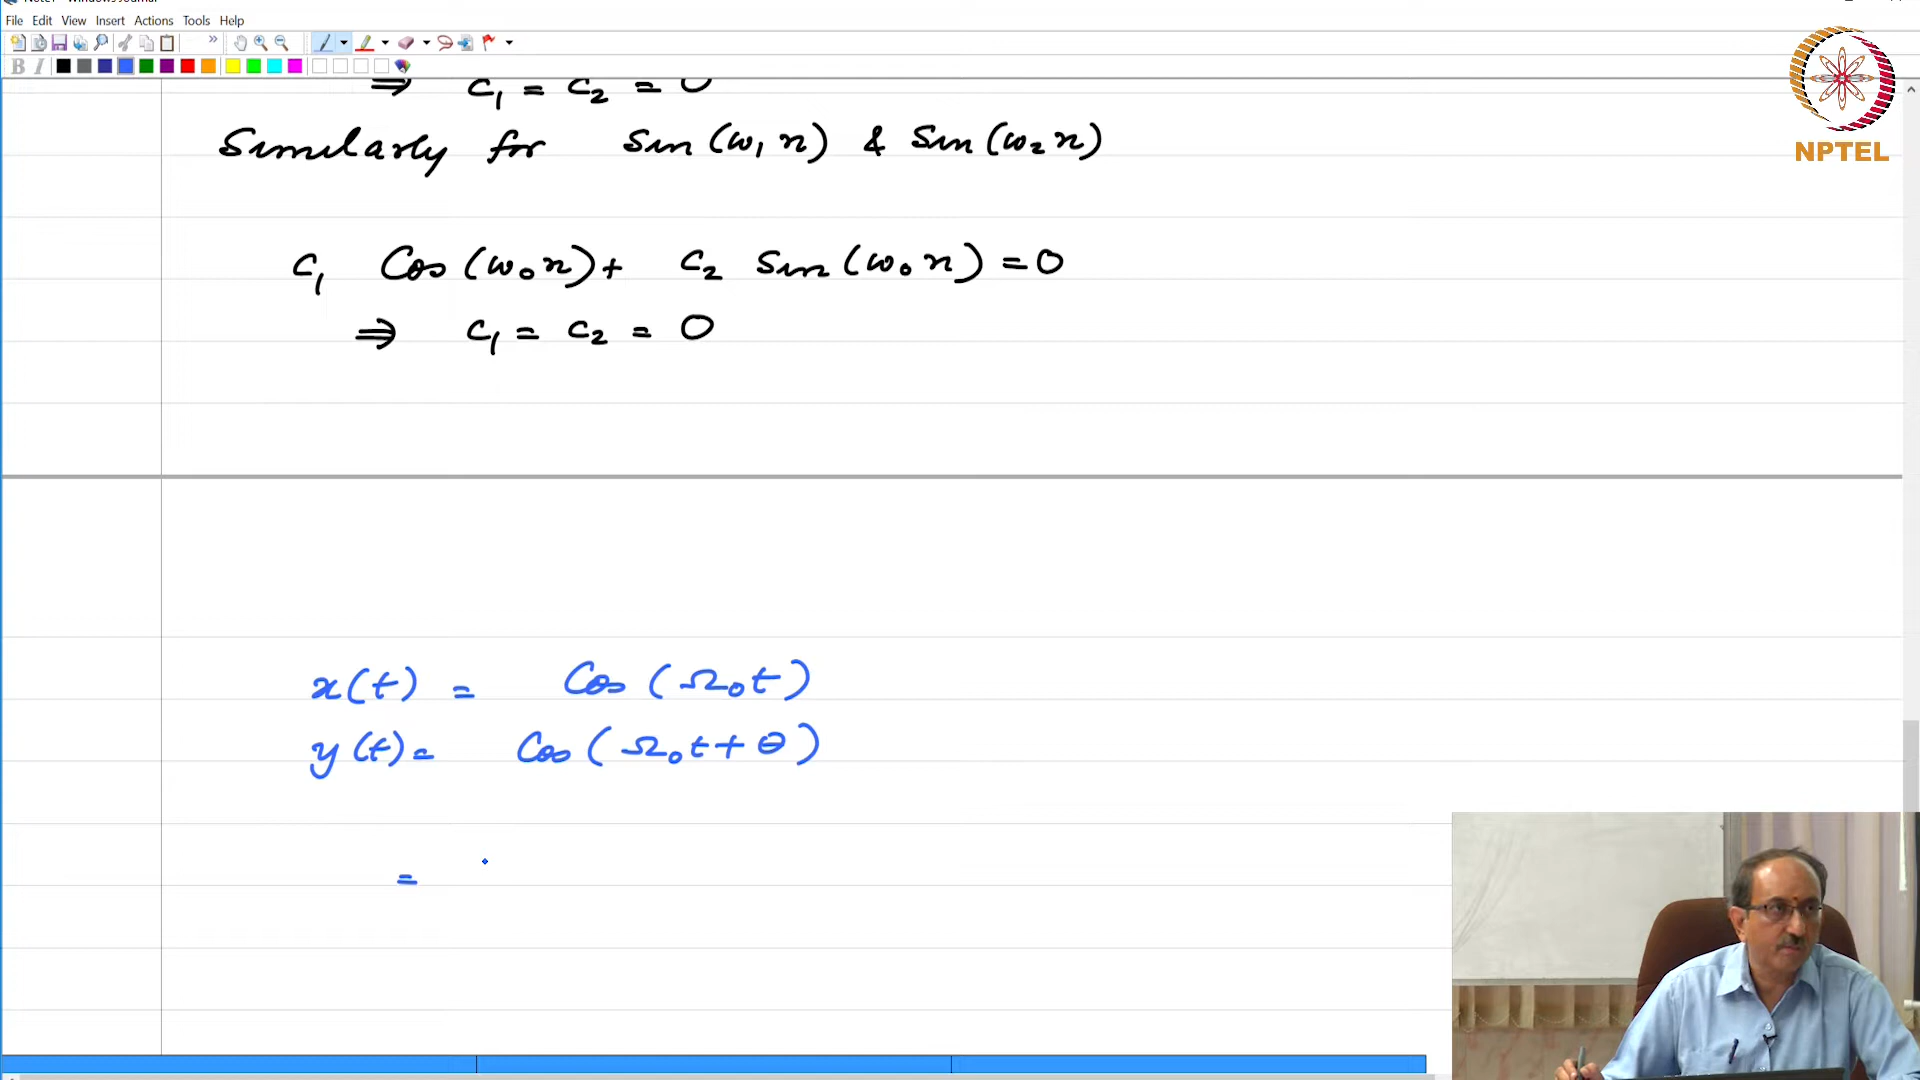 File Edit View Insert Actions Tools Help
B I
⇒ C₁ = C₂ = 0
Similarly for Sin(ω₁n) & Sin(ω₂n)
C₁ Cos(ω₀n) + C₂ Sin(ω₀n) = 0
⇒ C₁ = C₂ = 0
x(t) = Cos(Ω₀t)
y(t) = Cos(Ω₀t + θ)
=
NPTEL